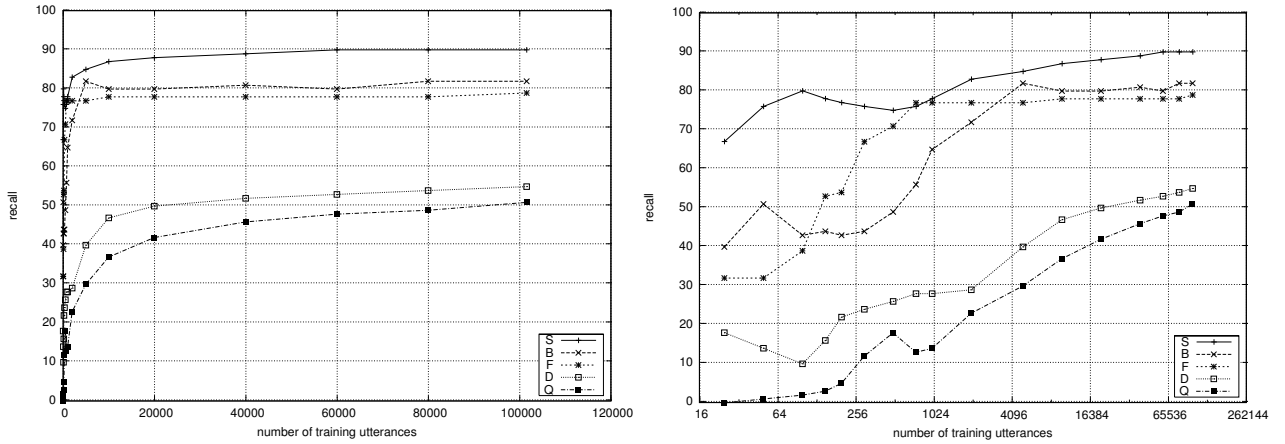 100
90
80
70
60
50
40
30
20
10
0
recall
0
20000
40000
60000
80000
100000
120000
number of training utterances
S
B
F
D
Q
100
90
80
70
60
50
40
30
20
10
0
recall
16
64
256
1024
4096
16384
65536
262144
number of training utterances
S
B
F
D
Q